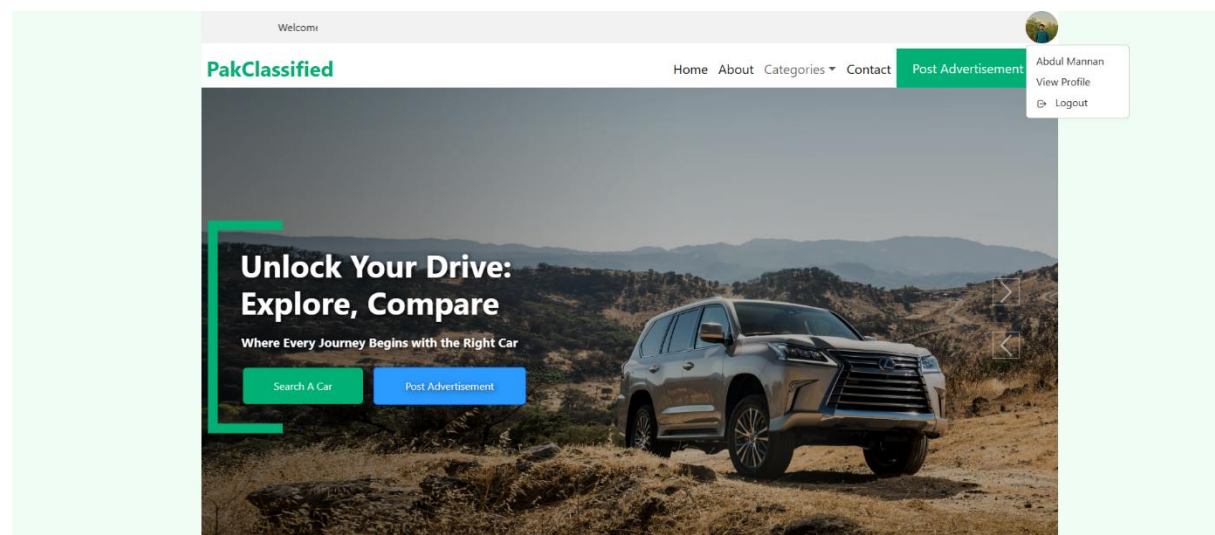 Welcome
Abdul Mannan
View Profile
Logout
PakClassified
Home About Categories Contact Post Advertisement
Unlock Your Drive:
Explore, Compare
Where Every Journey Begins with the Right Car
Search A Car Post Advertisement